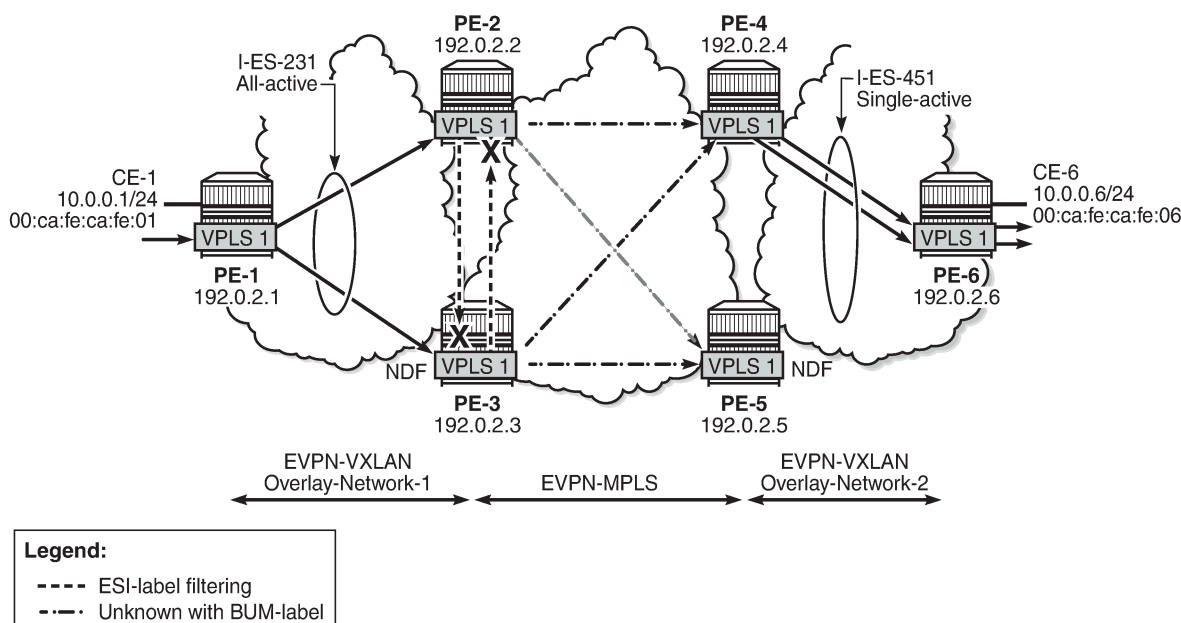 PE-2
192.0.2.2
PE-4
192.0.2.4
I-ES-231
All-active
I-ES-451
Single-active
VPLS 1
VPLS 1
X
CE-1
10.0.0.1/24
00:ca:fe:ca:fe:01
CE-6
10.0.0.6/24
00:ca:fe:ca:fe:06
VPLS 1
VPLS 1
PE-1
192.0.2.1
PE-6
192.0.2.6
X
NDF
VPLS 1
VPLS 1
NDF
PE-3
192.0.2.3
PE-5
192.0.2.5
EVPN-VXLAN
Overlay-Network-1
EVPN-MPLS
EVPN-VXLAN
Overlay-Network-2
Legend:
ESI-label filtering
Unknown with BUM-label